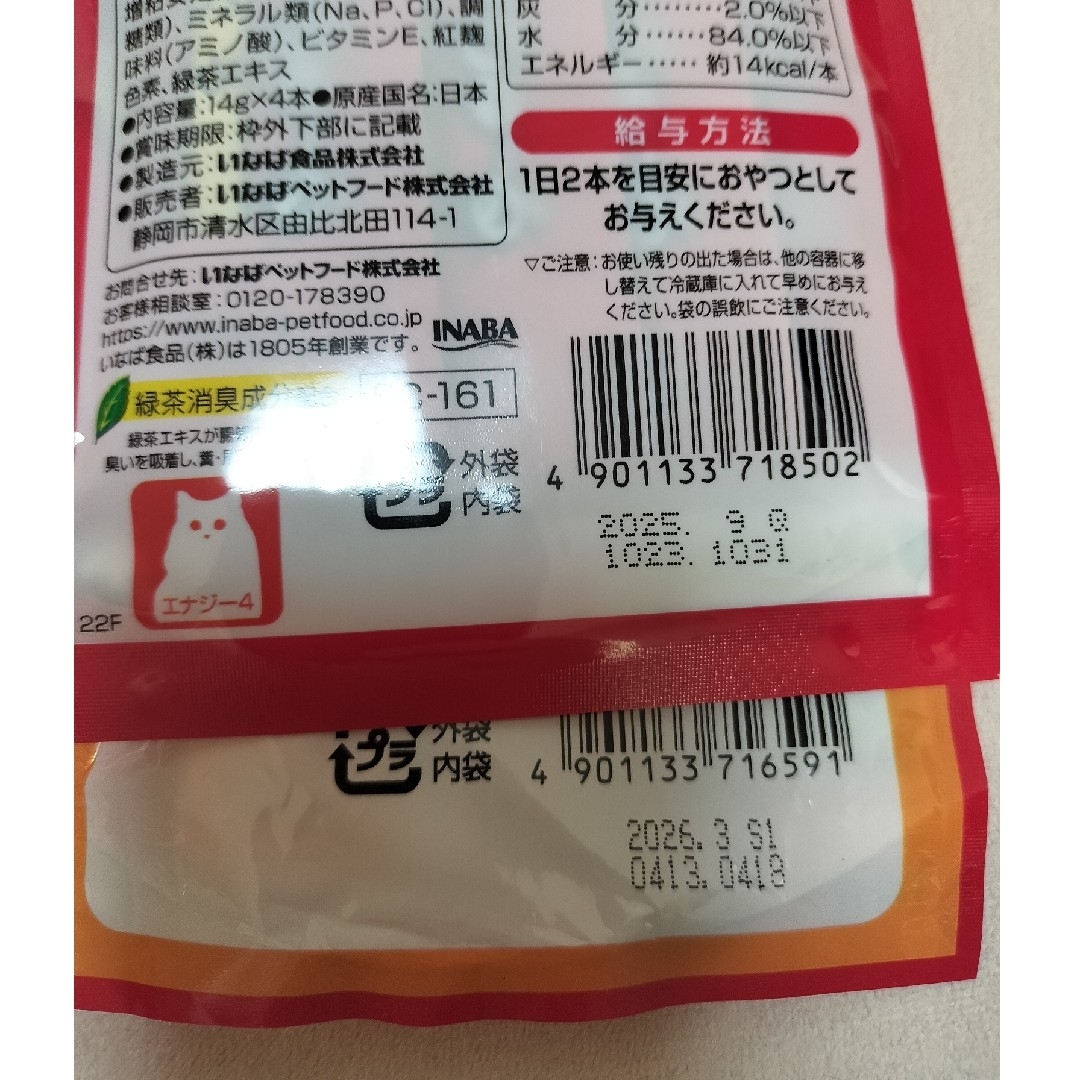 糖類)、ミネラル類(Na、P、Cl)、調
味料(アミノ酸)、ビタミンE、紅麹
色素、緑茶エキス
●内容量:14g×4本●原産国名:日本
●賞味期限:枠外下部に記載
●製造元:いなば食品株式会社
●販売者:いなばペットフード株式会社
静岡市清水区由比北田114-1
お問合せ先:いなばペットフード株式会社
お客様相談室:0120-178390
https://www.inaba-petfood.co.jp
いなば食品(株)は1805年創業です。
INABA
緑茶消臭成分
-161
緑茶エキスが
臭いを吸着し、糞・
プラ
外袋
内袋
エナジー4
22F
灰分……2.0%以下
水分……84.0%以下
エネルギー……約14kcal/本
給与方法
1日2本を目安におやつとして
お与えください。
▽ご注意:お使い残りの出た場合は、他の容器に移
し替えて冷蔵庫に入れて早めにお与え
ください。袋の誤飲にご注意ください。
4 901133 718502
2025. 9 Q
1023. 1031
プラ
外袋
内袋
4 901133 716591
2026. 3 S1
0413. 0418